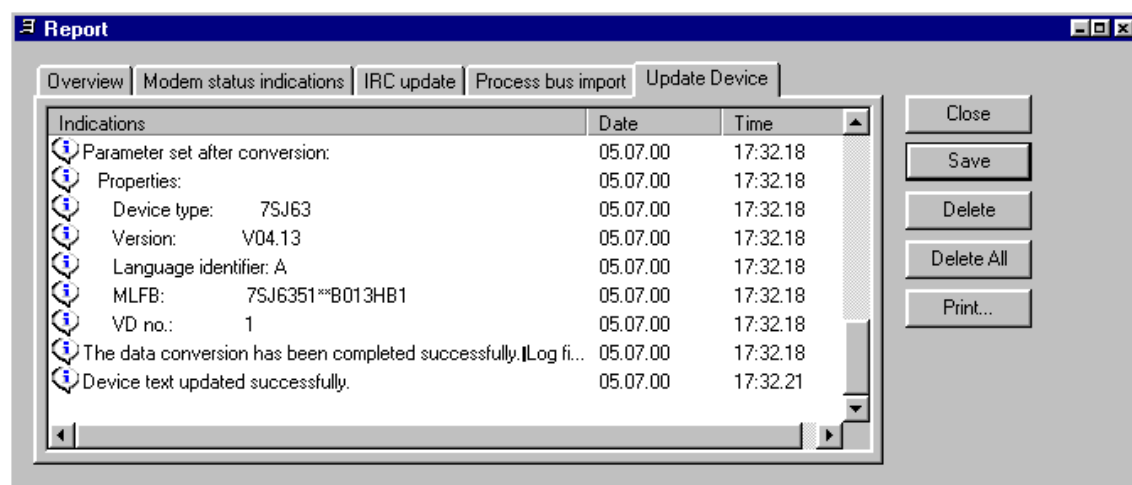 Report
Overview Modem status indications IRC update Process bus import Update Device
Indications Date Time
Parameter set after conversion: 05.07.00 17:32.18
Properties: 05.07.00 17:32.18
Device type: 7SJ63 05.07.00 17:32.18
Version: V04.13 05.07.00 17:32.18
Language identifier: A 05.07.00 17:32.18
MLFB: 7SJ6351**B013HB1 05.07.00 17:32.18
VD no.: 1 05.07.00 17:32.18
The data conversion has been completed successfully.||Log fi... 05.07.00 17:32.18
Device text updated successfully. 05.07.00 17:32.21
Close
Save
Delete
Delete All
Print...